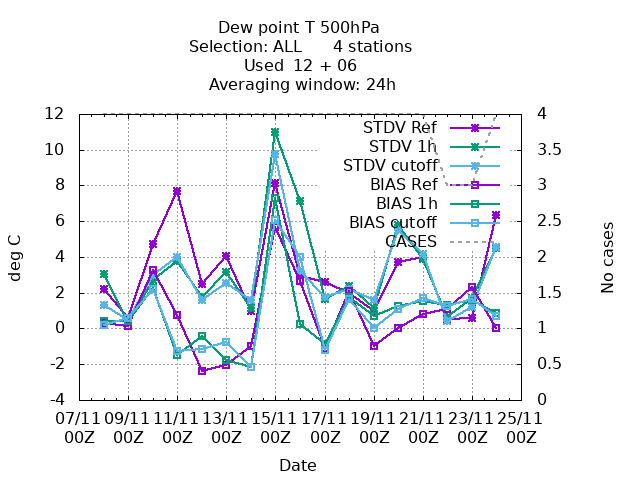 Dew point T 500hPa
Selection: ALL 4 stations
Used 12 + 06
Averaging window: 24h
12 4
STDV Ref
10 3.5
STDV 1h
STDV cutoff
8 3
BIAS Ref
BIAS 1h
6 2.5
BIAS cutoff
CASES
4 2
2 1.5
0 1
-2 0.5
-4 0
deg C
No cases
07/11 09/11 11/11 13/11 15/11 17/11 19/11 21/11 23/11 25/11
00Z 00Z 00Z 00Z 00Z 00Z 00Z 00Z 00Z 00Z
Date